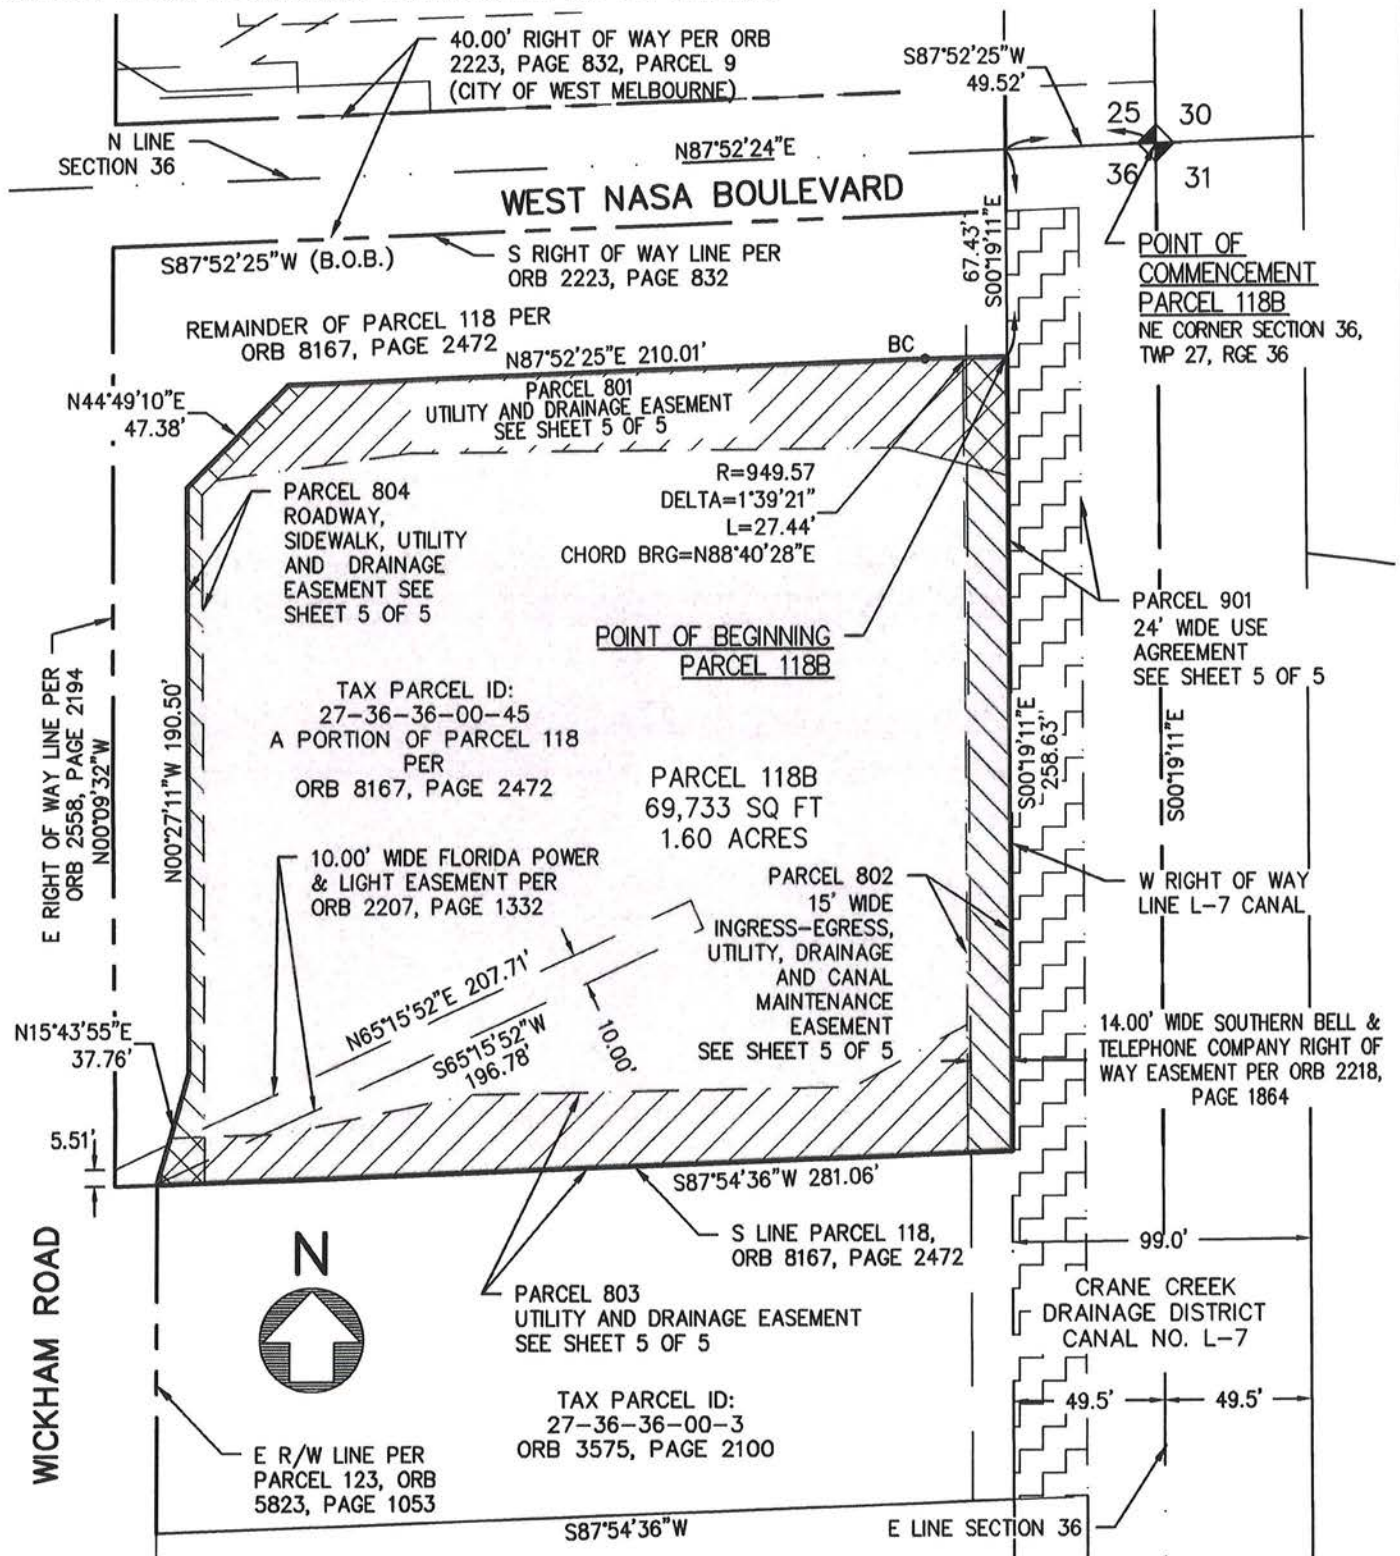 40.00' RIGHT OF WAY PER ORB
2223, PAGE 832, PARCEL 9
(CITY OF WEST MELBOURNE)
S87°52'25"W
49.52'
25
30
36
31
N LINE
SECTION 36
N87°52'24"E
WEST NASA BOULEVARD
S87°52'25"W (B.O.B.)
S RIGHT OF WAY LINE PER
ORB 2223, PAGE 832
67.43'
S00°19'11"E
POINT OF
COMMENCEMENT
PARCEL 118B
NE CORNER SECTION 36,
TWP 27, RGE 36
REMAINDER OF PARCEL 118 PER
ORB 8167, PAGE 2472
N87°52'25"E 210.01'
BC
N44°49'10"E
47.38'
PARCEL 801
UTILITY AND DRAINAGE EASEMENT
SEE SHEET 5 OF 5
R=949.57
DELTA=1°39'21"
L=27.44'
CHORD BRG=N88°40'28"E
PARCEL 804
ROADWAY,
SIDEWALK, UTILITY
AND DRAINAGE
EASEMENT SEE
SHEET 5 OF 5
POINT OF BEGINNING
PARCEL 118B
PARCEL 901
24' WIDE USE
AGREEMENT
SEE SHEET 5 OF 5
E RIGHT OF WAY LINE PER
ORB 2558, PAGE 2194
N00°09'32"W
N00°27'11"W 190.50'
TAX PARCEL ID:
27-36-36-00-45
A PORTION OF PARCEL 118
PER
ORB 8167, PAGE 2472
PARCEL 118B
69,733 SQ FT
1.60 ACRES
S00°19'11"E
258.63'
S00°19'11"E
10.00' WIDE FLORIDA POWER
& LIGHT EASEMENT PER
ORB 2207, PAGE 1332
PARCEL 802
15' WIDE
INGRESS-EGRESS,
UTILITY, DRAINAGE
AND CANAL
MAINTENANCE
EASEMENT
SEE SHEET 5 OF 5
W RIGHT OF WAY
LINE L-7 CANAL
N65°15'52"E 207.71'
S65°15'52"W
196.78'
10.00'
N15°43'55"E
37.76'
14.00' WIDE SOUTHERN BELL &
TELEPHONE COMPANY RIGHT OF
WAY EASEMENT PER ORB 2218,
PAGE 1864
5.51'
S87°54'36"W 281.06'
S LINE PARCEL 118,
ORB 8167, PAGE 2472
WICKHAM ROAD
N
PARCEL 803
UTILITY AND DRAINAGE EASEMENT
SEE SHEET 5 OF 5
99.0'
CRANE CREEK
DRAINAGE DISTRICT
CANAL NO. L-7
49.5'
49.5'
TAX PARCEL ID:
27-36-36-00-3
ORB 3575, PAGE 2100
E R/W LINE PER
PARCEL 123, ORB
5823, PAGE 1053
S87°54'36"W
E LINE SECTION 36